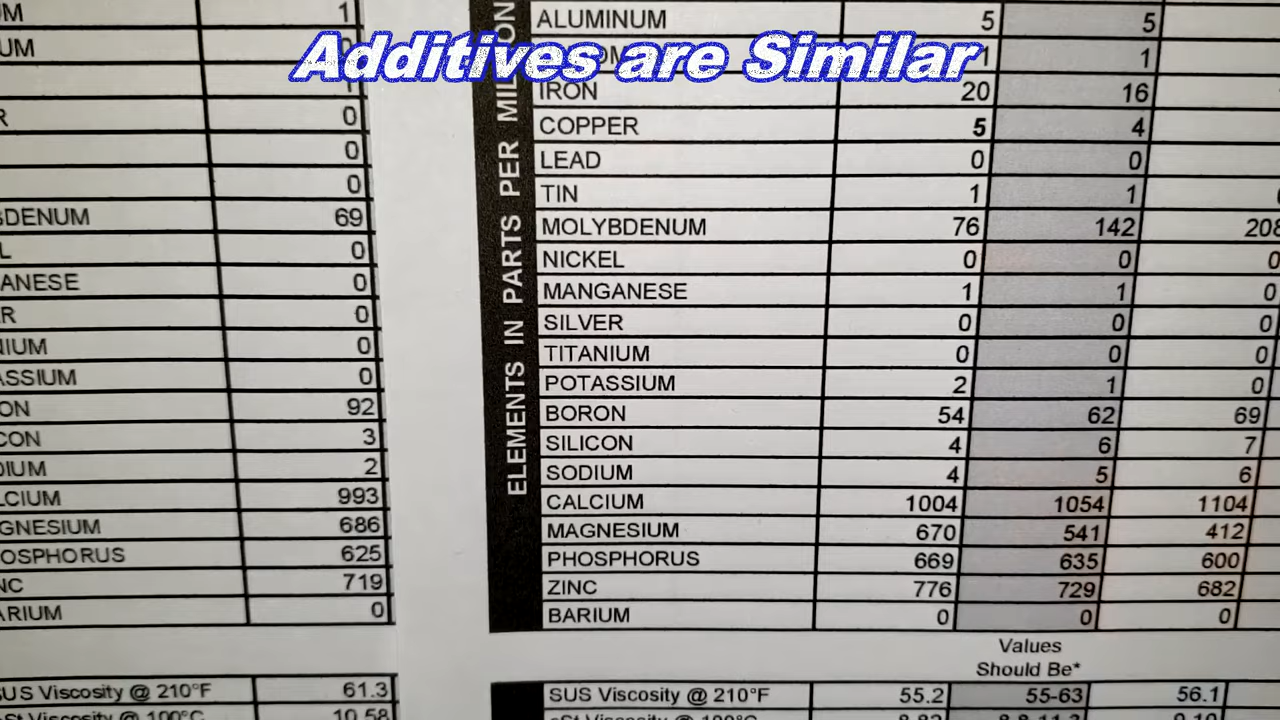 Additives are Similar
UM 1
UM
R 0
0
0
BDENUM 69
L 0
ANESE 0
R 0
NIUM 0
ASSIUM 0
ON 92
CON 3
DIUM 2
LCIUM 993
GNESIUM 686
OSPHORUS 625
NC 719
ARIUM 0
SUS Viscosity @ 210°F 61.3
cSt Viscosity @ 100°C 10.58
ELEMENTS IN PARTS PER MILLION
ALUMINUM 5 5
1 1
IRON 20 16
COPPER 5 4
LEAD 0 0
TIN 1 1
MOLYBDENUM 76 142 208
NICKEL 0 0 0
MANGANESE 1 1 0
SILVER 0 0 0
TITANIUM 0 0 0
POTASSIUM 2 1 0
BORON 54 62 69
SILICON 4 6 7
SODIUM 4 5 6
CALCIUM 1004 1054 1104
MAGNESIUM 670 541 412
PHOSPHORUS 669 635 600
ZINC 776 729 682
BARIUM 0 0 0
Values
Should Be*
SUS Viscosity @ 210°F 55.2 55-63 56.1